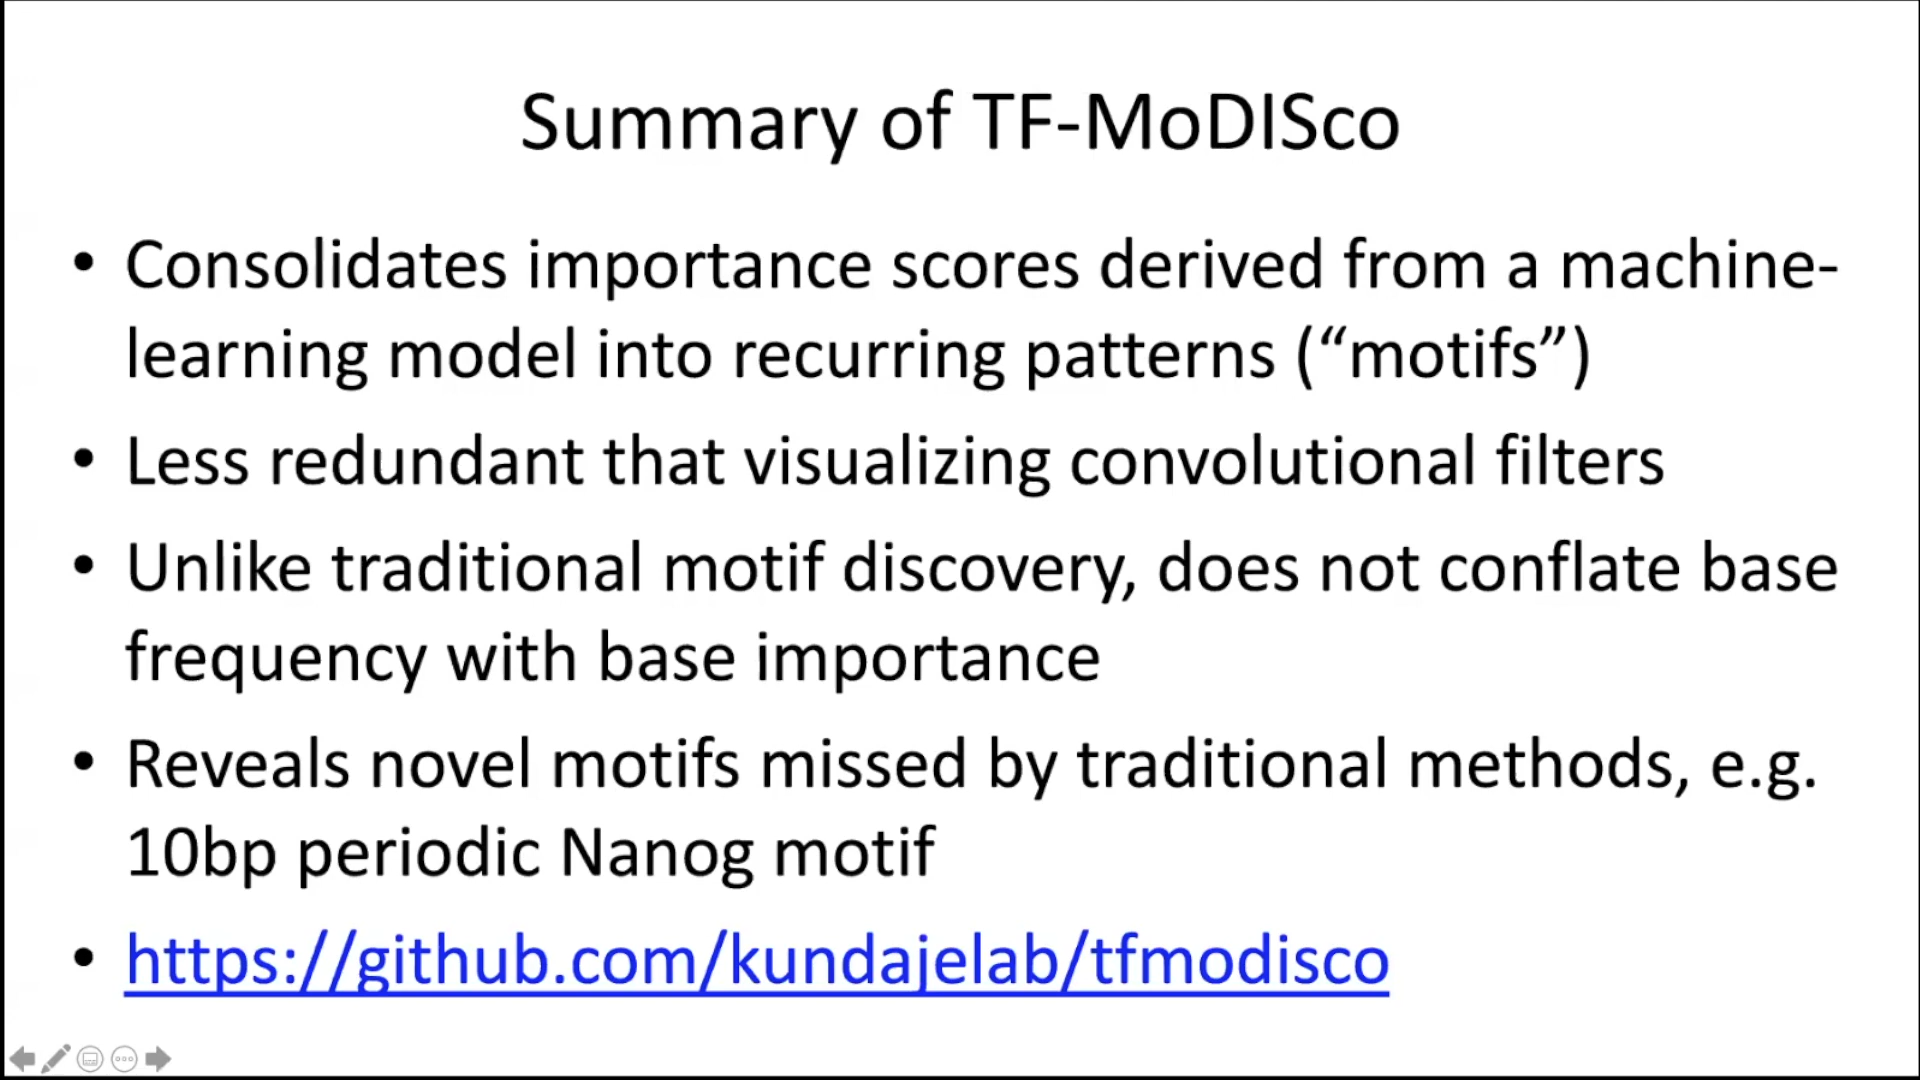 Summary of TF-MoDISco
• Consolidates importance scores derived from a machine-
learning model into recurring patterns (“motifs”)
• Less redundant that visualizing convolutional filters
• Unlike traditional motif discovery, does not conflate base
frequency with base importance
• Reveals novel motifs missed by traditional methods, e.g.
10bp periodic Nanog motif
• https://github.com/kundajelab/tfmodisco